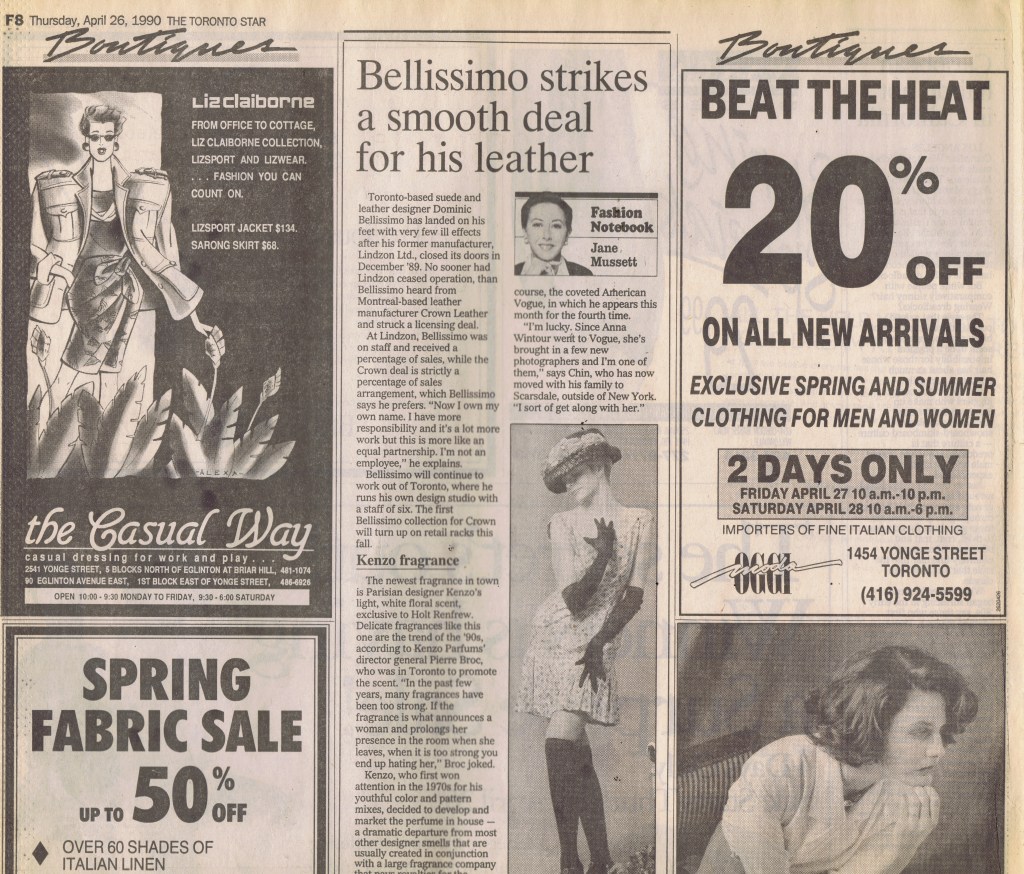 F8 Thursday, April 26, 1990 THE TORONTO STAR
Boutiques
Lizclaiborne
FROM OFFICE TO COTTAGE,
LIZ CLAIBORNE COLLECTION,
LIZSPORT AND LIZWEAR.
. . . FASHION YOU CAN
COUNT ON.
LIZSPORT JACKET $134.
SARONG SKIRT $68.
ALEX
the Casual Way
casual dressing for work and play . . .
2541 YONGE STREET, 5 BLOCKS NORTH OF EGLINTON AT BRIAR HILL, 481-1074
90 EGLINTON AVENUE EAST, 1ST BLOCK EAST OF YONGE STREET, 486-6926
OPEN 10:00 - 9:30 MONDAY TO FRIDAY, 9:30 - 6:00 SATURDAY
SPRING
FABRIC SALE
UP TO 50% OFF
OVER 60 SHADES OF
ITALIAN LINEN
Bellissimo strikes
a smooth deal
for his leather
Toronto-based suede and
leather designer Dominic
Bellissimo has landed on his
feet with very few ill effects
after his former manufacturer,
Lindzon Ltd., closed its doors in
December '89. No sooner had
Lindzon ceased operation, than
Bellissimo heard from
Montreal-based leather
manufacturer Crown Leather
and struck a licensing deal.
At Lindzon, Bellissimo was
on staff and received a
percentage of sales, while the
Crown deal is strictly a
percentage of sales
arrangement, which Bellissimo
says he prefers. "Now I own my
own name. I have more
responsibility and it's a lot more
work but this is more like an
equal partnership. I'm not an
employee," he explains.
Bellissimo will continue to
work out of Toronto, where he
runs his own design studio with
a staff of six. The first
Bellissimo collection for Crown
will turn up on retail racks this
fall.
Kenzo fragrance
The newest fragrance in town
is Parisian designer Kenzo's
light, white floral scent,
exclusive to Holt Renfrew.
Delicate fragrances like this
one are the trend of the '90s,
according to Kenzo Parfums'
director general Pierre Broc,
who was in Toronto to promote
the scent. "In the past few
years, many fragrances have
been too strong. If the
fragrance is what announces a
woman and prolongs her
presence in the room when she
leaves, when it is too strong you
end up hating her," Broc joked.
Kenzo, who first won
attention in the 1970s for his
youthful color and pattern
mixes, decided to develop and
market the perfume in house —
a dramatic departure from most
other designer smells that are
usually created in conjunction
with a large fragrance company
that pays royalties for the
Fashion
Notebook
Jane
Mussett
course, the coveted American
Vogue, in which he appears this
month for the fourth time.
"I'm lucky. Since Anna
Wintour went to Vogue, she's
brought in a few new
photographers and I'm one of
them," says Chin, who has now
moved with his family to
Scarsdale, outside of New York.
"I sort of get along with her."
Boutiques
BEAT THE HEAT
20% OFF
ON ALL NEW ARRIVALS
EXCLUSIVE SPRING AND SUMMER
CLOTHING FOR MEN AND WOMEN
2 DAYS ONLY
FRIDAY APRIL 27 10 a.m.-10 p.m.
SATURDAY APRIL 28 10 a.m.-6 p.m.
IMPORTERS OF FINE ITALIAN CLOTHING
moda
OGGI
1454 YONGE STREET
TORONTO
(416) 924-5599